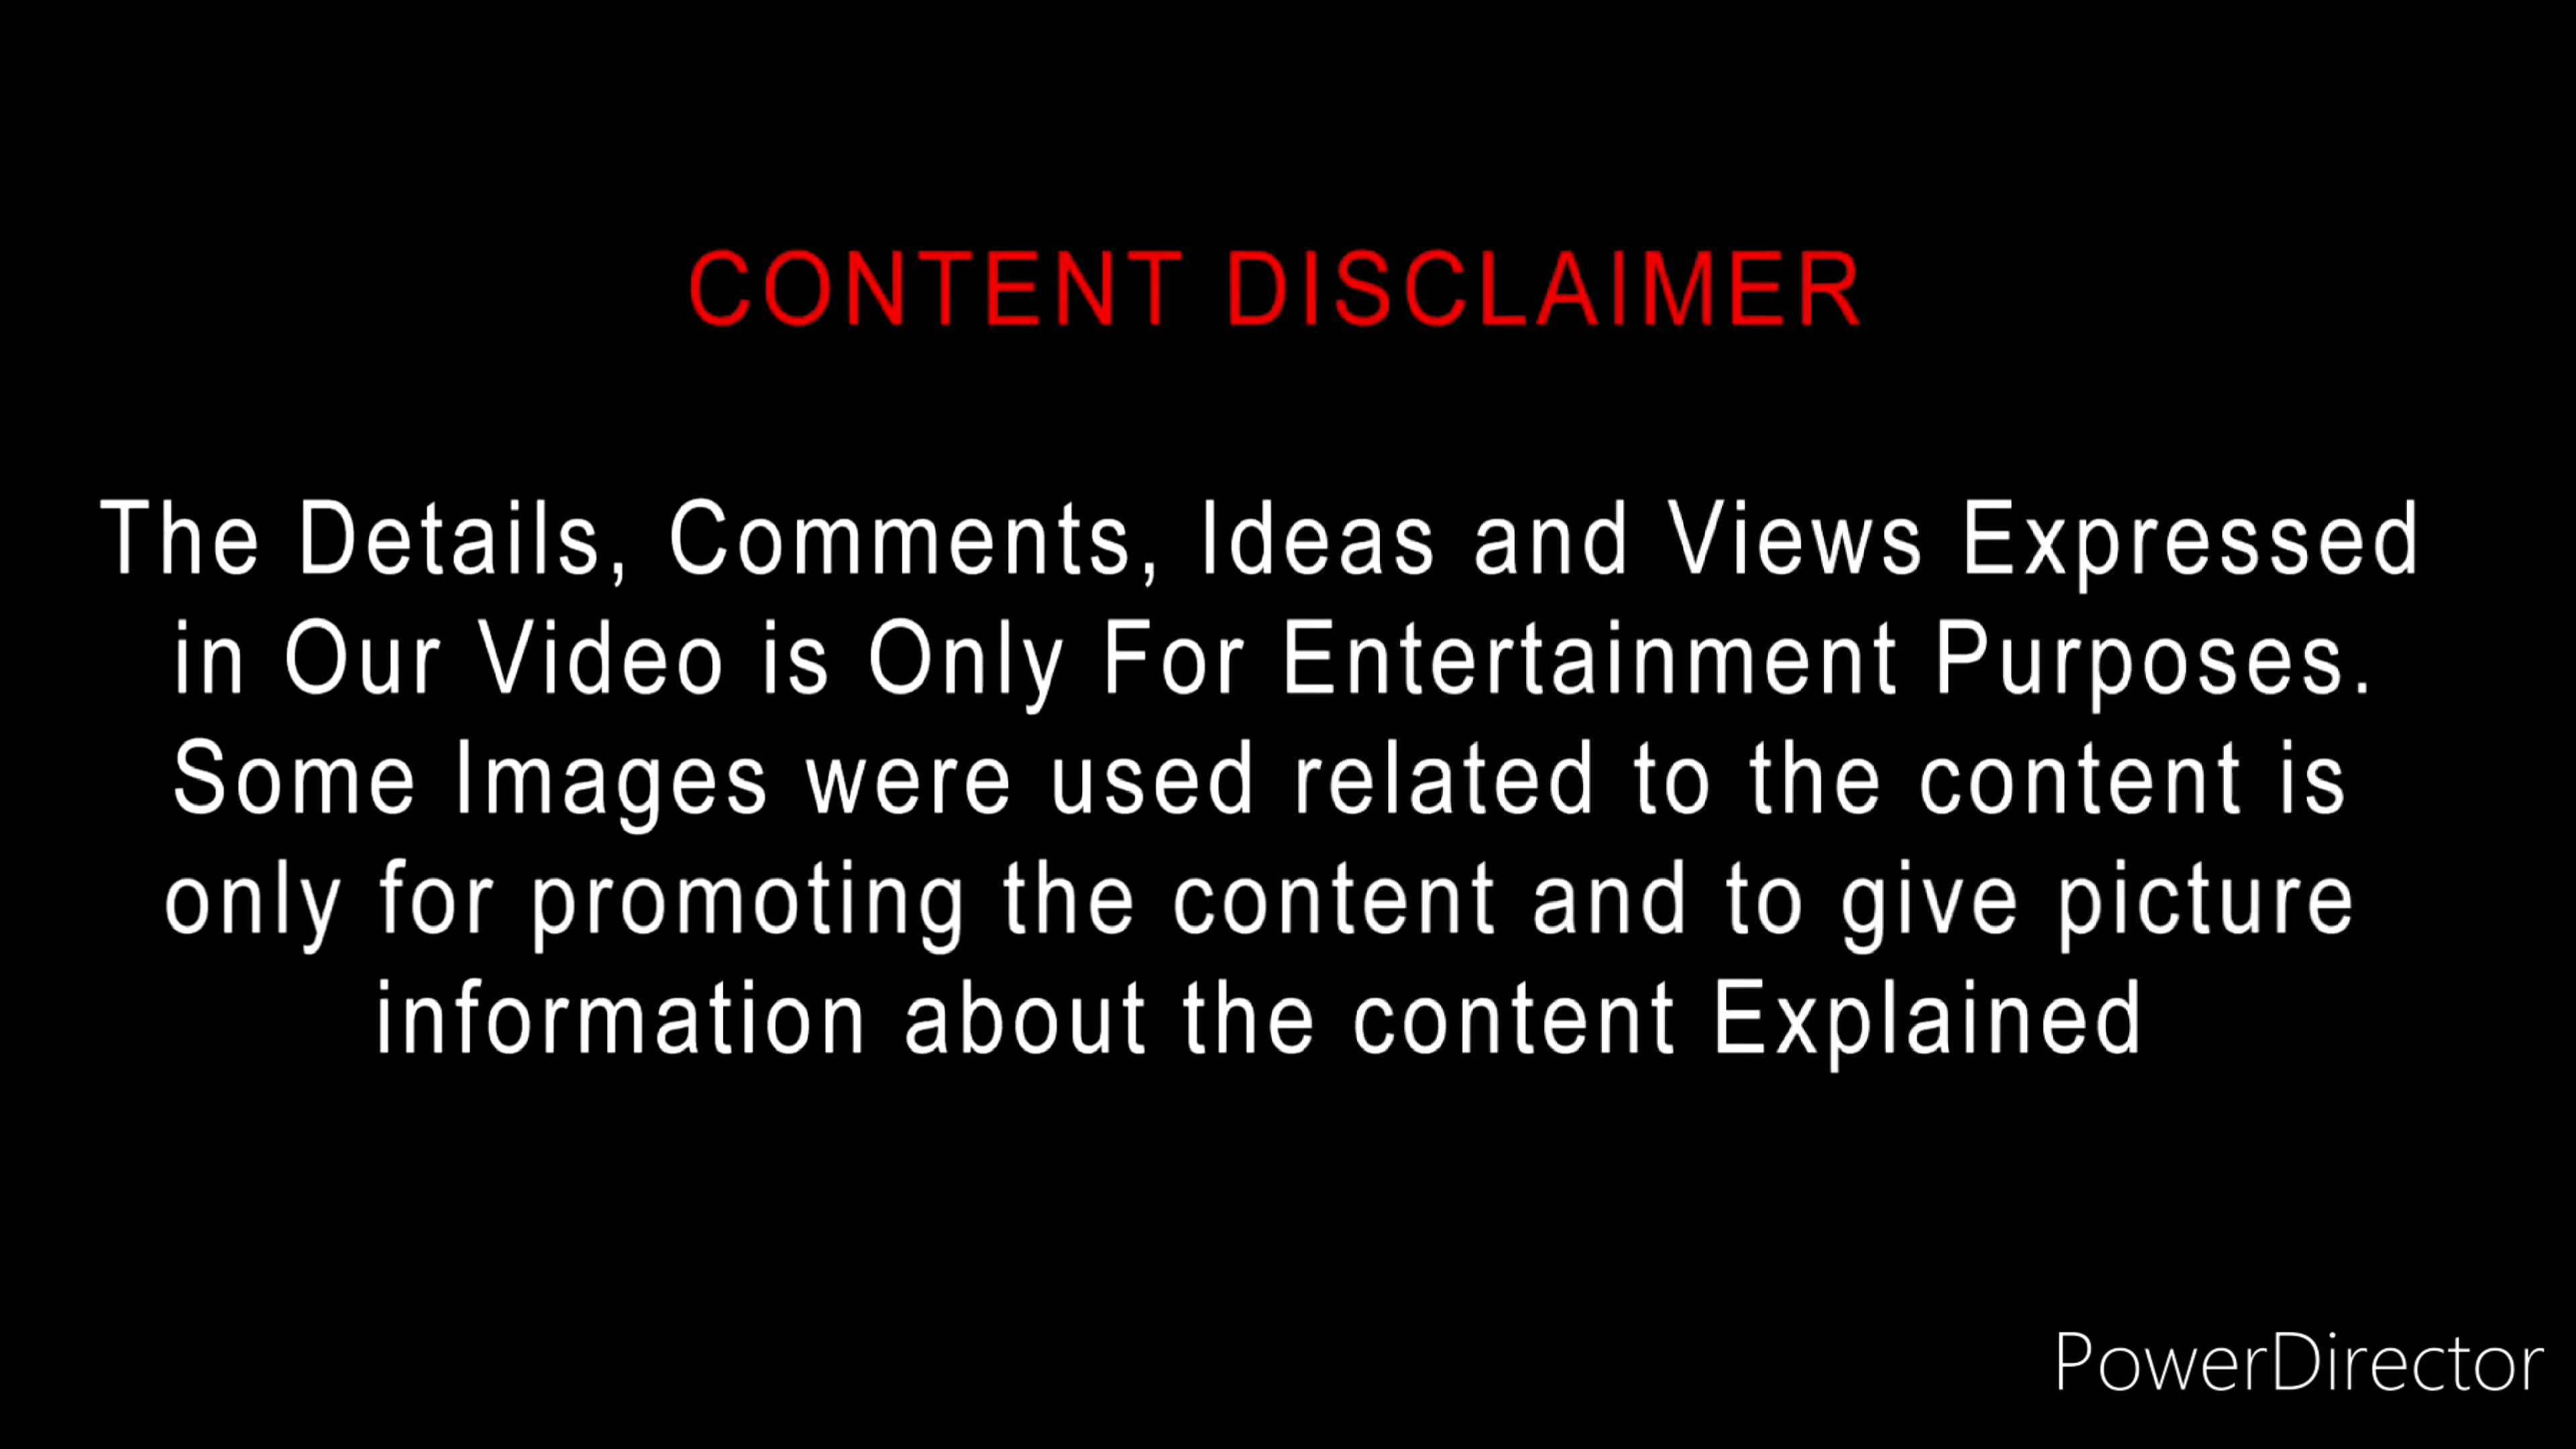 CONTENT DISCLAIMER
The Details, Comments, Ideas and Views Expressed
in Our Video is Only For Entertainment Purposes.
Some Images were used related to the content is
only for promoting the content and to give picture
information about the content Explained
PowerDirector